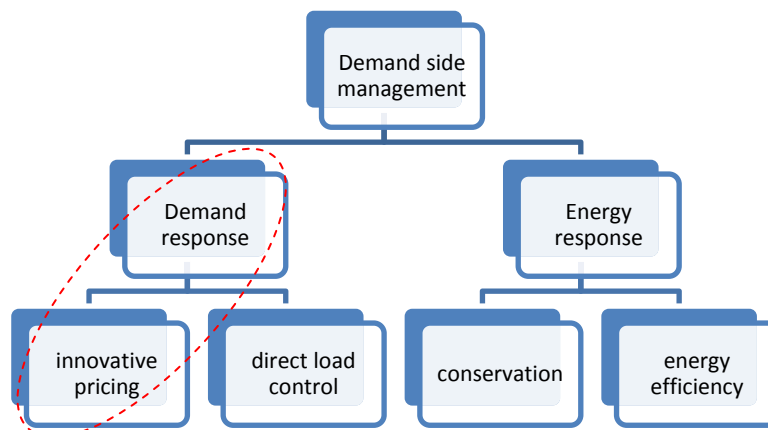 Demand side
management
Demand
response
Energy
response
innovative
pricing
direct load
control
conservation
energy
efficiency